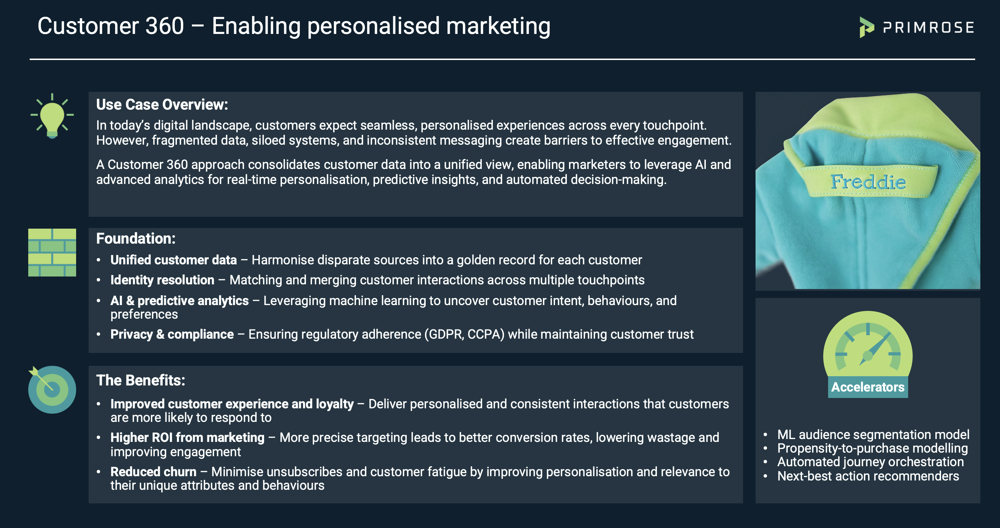 Customer 360 – Enabling personalised marketing
PRIMROSE
Use Case Overview:
In today’s digital landscape, customers expect seamless, personalised experiences across every touchpoint.
However, fragmented data, siloed systems, and inconsistent messaging create barriers to effective engagement.
A Customer 360 approach consolidates customer data into a unified view, enabling marketers to leverage AI and
advanced analytics for real-time personalisation, predictive insights, and automated decision-making.
Foundation:
• Unified customer data – Harmonise disparate sources into a golden record for each customer
• Identity resolution – Matching and merging customer interactions across multiple touchpoints
• AI & predictive analytics – Leveraging machine learning to uncover customer intent, behaviours, and
preferences
• Privacy & compliance – Ensuring regulatory adherence (GDPR, CCPA) while maintaining customer trust
The Benefits:
• Improved customer experience and loyalty – Deliver personalised and consistent interactions that customers
are more likely to respond to
• Higher ROI from marketing – More precise targeting leads to better conversion rates, lowering wastage and
improving engagement
• Reduced churn – Minimise unsubscribes and customer fatigue by improving personalisation and relevance to
their unique attributes and behaviours
Freddie
Accelerators
• ML audience segmentation model
• Propensity-to-purchase modelling
• Automated journey orchestration
• Next-best action recommenders